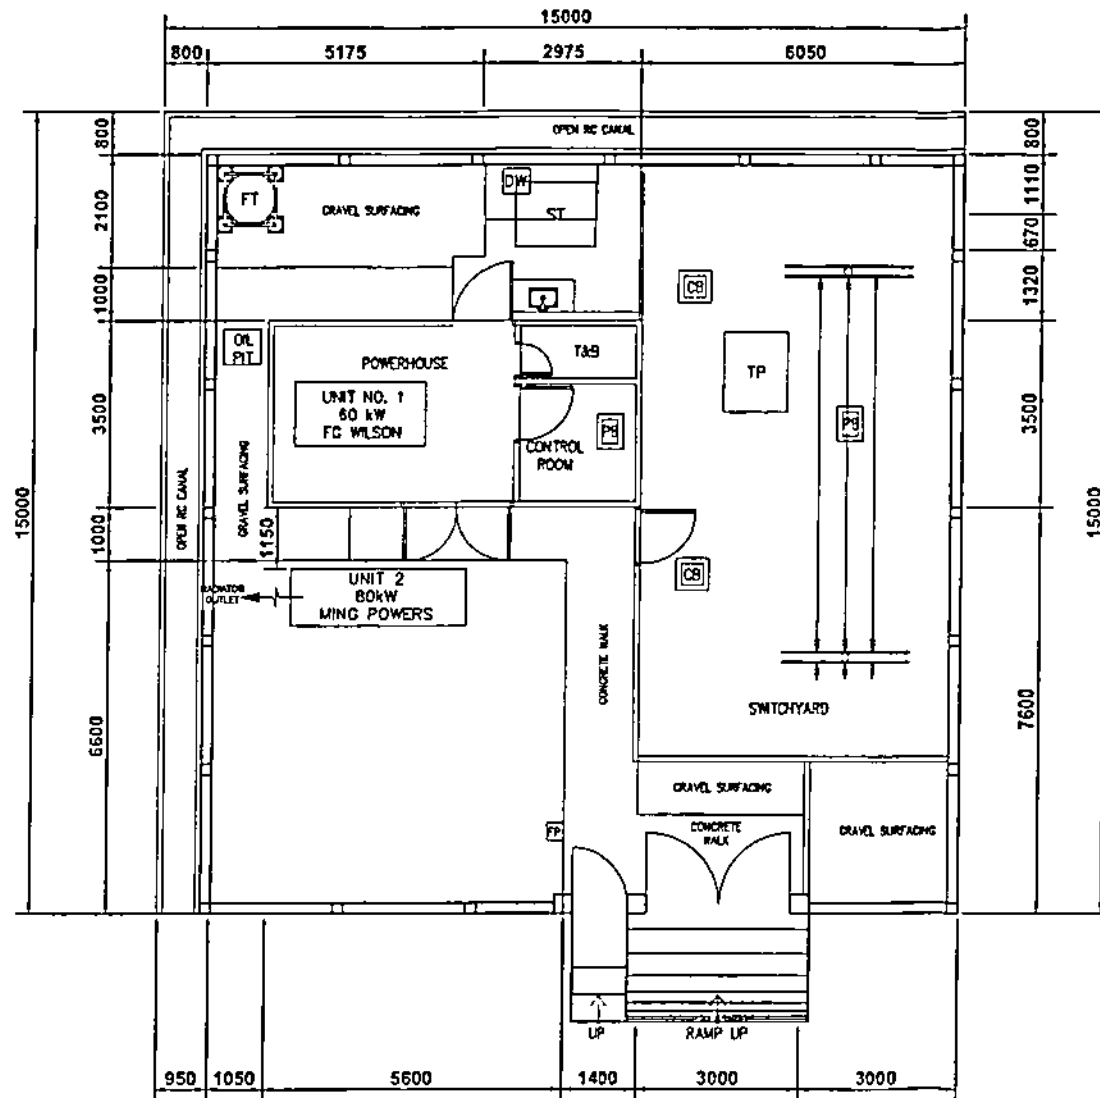 15000
800
5175
2975
6050
OPEN RC CANAL
800
800
1110
2100
FT
GRAVEL SURFACING
DW
ST
670
1000
CB
1320
OIL
PIT
POWERHOUSE
T&B
TP
UNIT NO. 1
60 kW
FG WILSON
3500
PB
CONTROL
ROOM
PB
3500
GRAVEL SURFACING
OPEN RC CANAL
15000
15000
1000
1150
UNIT 2
80kW
MING POWERS
RADIATOR
OUTLET
CB
CONCRETE WALK
6600
SWITCHYARD
7600
GRAVEL SURFACING
FP
CONCRETE
WALK
GRAVEL SURFACING
UP
RAMP UP
950
1050
5600
1400
3000
3000